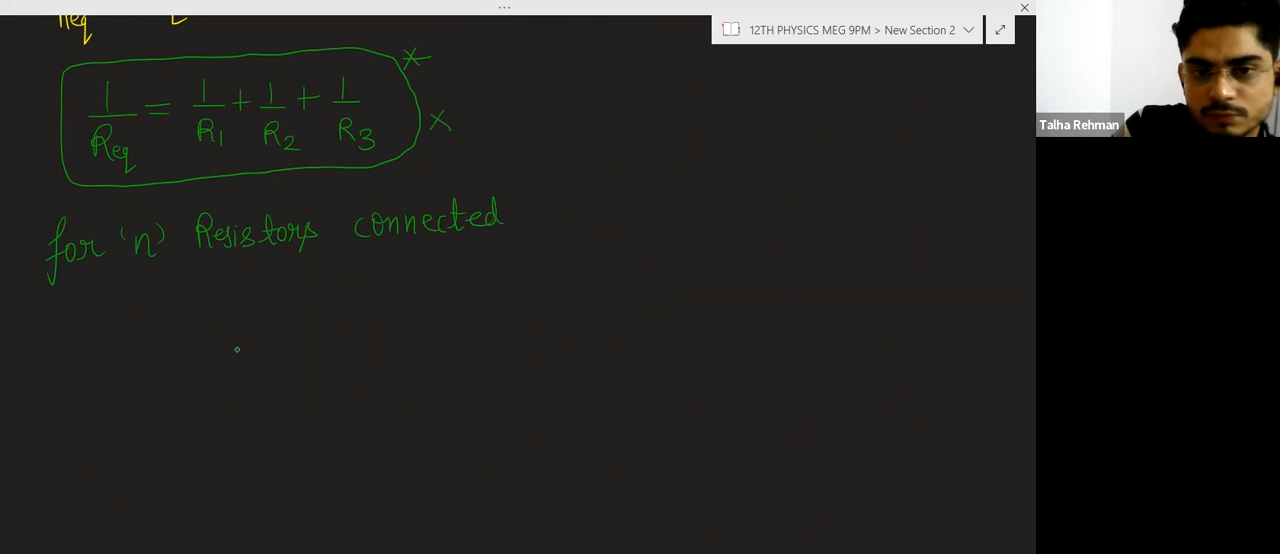 Req
12TH PHYSICS MEG 9PM > New Section 2
1/Req = 1/R1 + 1/R2 + 1/R3
Talha Rehman
for 'n' Resistors connected